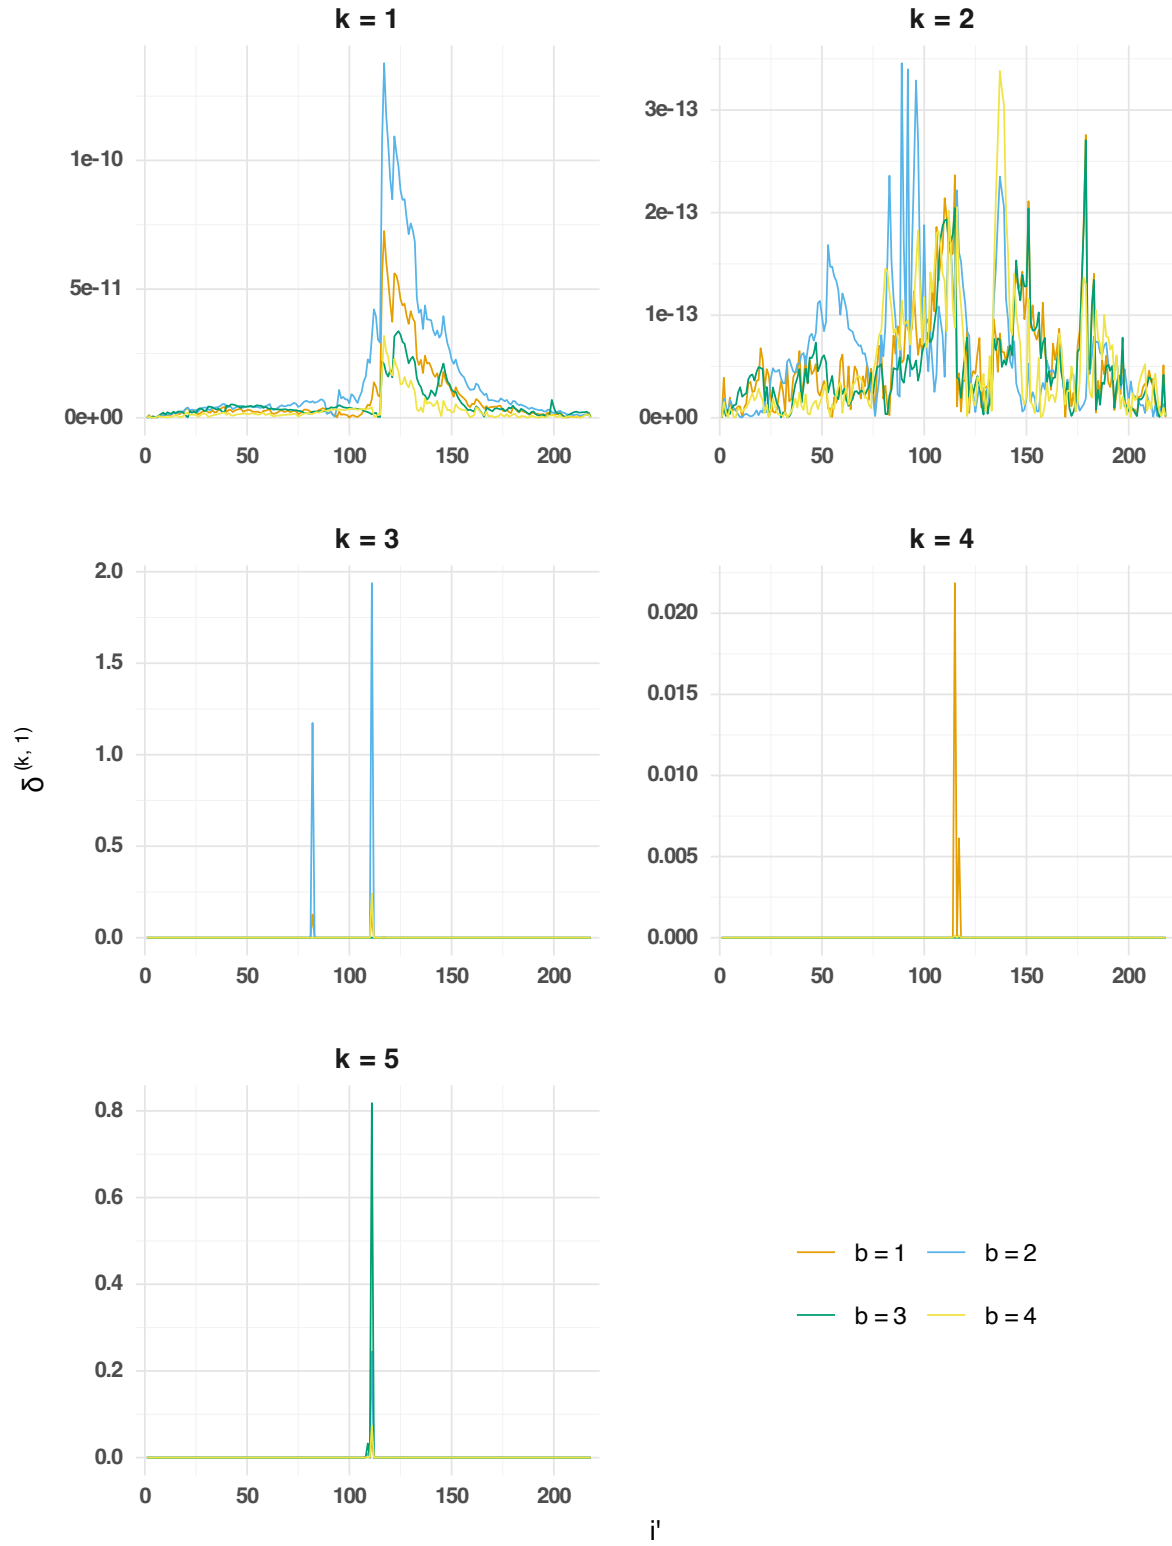 k = 1
k = 2
1e-10
5e-11
0e+00
0 50 100 150 200
3e-13
2e-13
1e-13
0e+00
0 50 100 150 200
k = 3
k = 4
2.0
1.5
1.0
0.5
0.0
0 50 100 150 200
0.020
0.015
0.010
0.005
0.000
0 50 100 150 200
k = 5
0.8
0.6
0.4
0.2
0.0
0 50 100 150 200
δ (k, 1)
i'
b = 1 b = 2
b = 3 b = 4